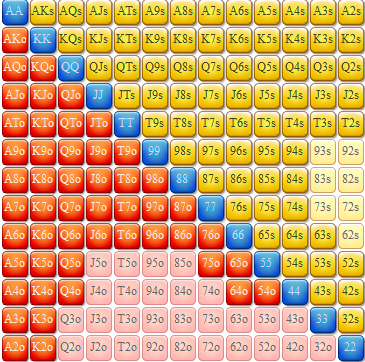 AA AKs AQs AJs ATs A9s A8s A7s A6s A5s A4s A3s A2s
AKo KK KQs KJs KTs K9s K8s K7s K6s K5s K4s K3s K2s
AQo KQo QQ QJs QTs Q9s Q8s Q7s Q6s Q5s Q4s Q3s Q2s
AJo KJo QJo JJ JTs J9s J8s J7s J6s J5s J4s J3s J2s
ATo KTo QTo JTo TT T9s T8s T7s T6s T5s T4s T3s T2s
A9o K9o Q9o J9o T9o 99 98s 97s 96s 95s 94s 93s 92s
A8o K8o Q8o J8o T8o 98o 88 87s 86s 85s 84s 83s 82s
A7o K7o Q7o J7o T7o 97o 87o 77 76s 75s 74s 73s 72s
A6o K6o Q6o J6o T6o 96o 86o 76o 66 65s 64s 63s 62s
A5o K5o Q5o J5o T5o 95o 85o 75o 65o 55 54s 53s 52s
A4o K4o Q4o J4o T4o 94o 84o 74o 64o 54o 44 43s 42s
A3o K3o Q3o J3o T3o 93o 83o 73o 63o 53o 43o 33 32s
A2o K2o Q2o J2o T2o 92o 82o 72o 62o 52o 42o 32o 22